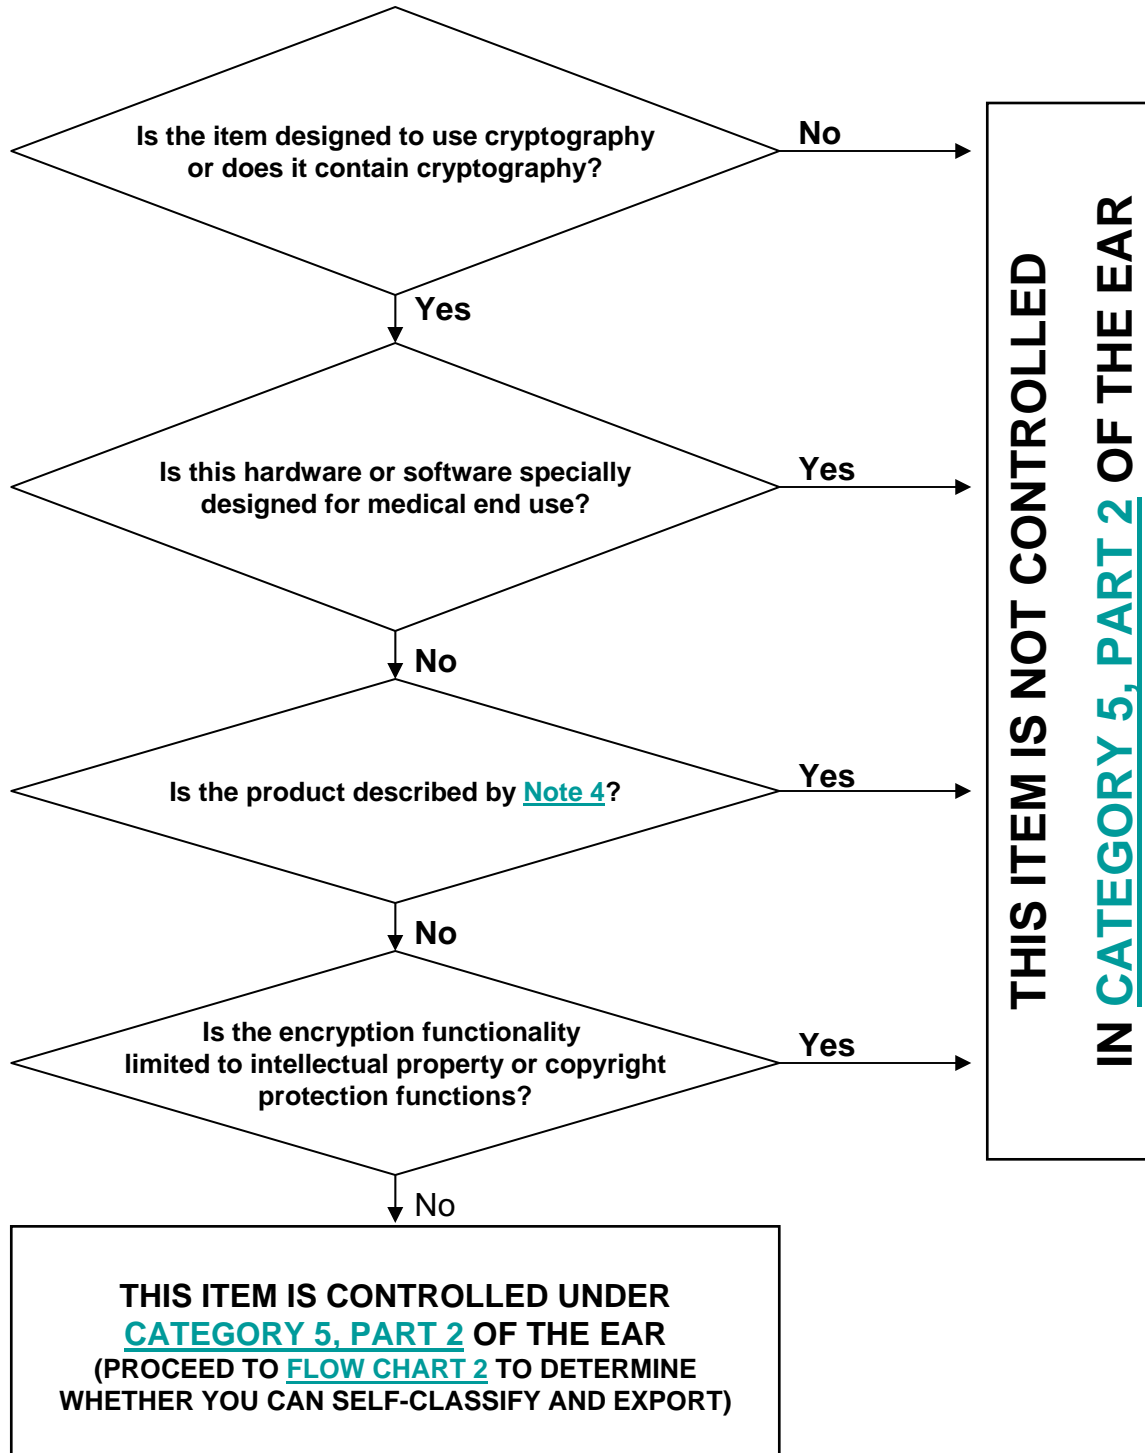 Is the item designed to use cryptography
or does it contain cryptography?
No
Yes
Is this hardware or software specially
designed for medical end use?
Yes
No
Is the product described by Note 4?
Yes
No
Is the encryption functionality
limited to intellectual property or copyright
protection functions?
Yes
No
THIS ITEM IS CONTROLLED UNDER
CATEGORY 5, PART 2 OF THE EAR
(PROCEED TO FLOW CHART 2 TO DETERMINE
WHETHER YOU CAN SELF-CLASSIFY AND EXPORT)
THIS ITEM IS NOT CONTROLLED
IN CATEGORY 5, PART 2 OF THE EAR